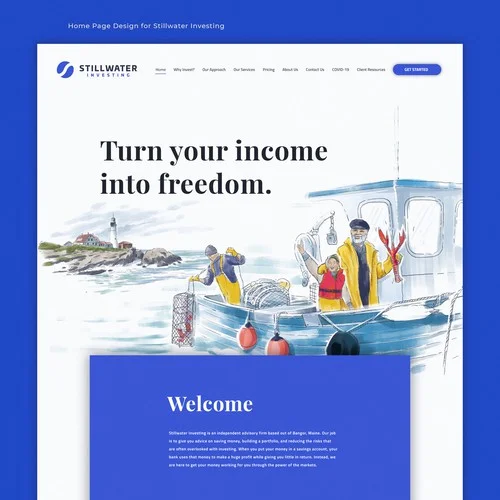 Home Page Design for Stillwater Investing
STILLWATER
INVESTING
Home Why Invest? Our Approach Our Services Pricing About Us Contact Us COVID-19 Client Resources GET STARTED
Turn your income
into freedom.
Welcome
Stillwater Investing is an independent advisory firm based out of Bangor, Maine. Our job
is to give you advice on saving money, building a portfolio, and reducing the risks that
are often overlooked with investing. When you put your money in a savings account, your
bank uses that money to make a huge profit while giving you little in return. Instead, we
are here to get your money working for you through the power of the markets.